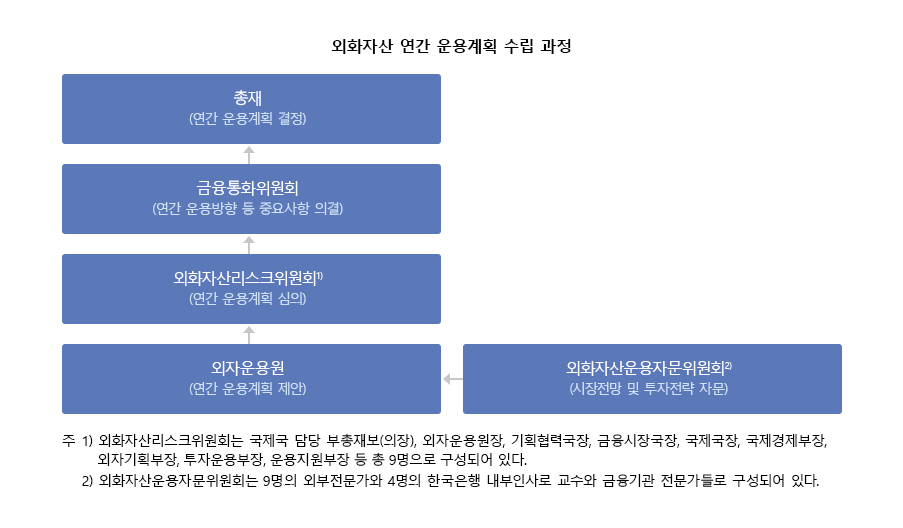 외화자산 연간 운용계획 수립 과정
총재
(연간 운용계획 결정)
금융통화위원회
(연간 운용방향 등 중요사항 의결)
외화자산리스크위원회1)
(연간 운용계획 심의)
외자운용원
(연간 운용계획 제안)
외화자산운용자문위원회2)
(시장전망 및 투자전략 자문)
주 1) 외화자산리스크위원회는 국제국 담당 부총재보(의장), 외자운용원장, 기획협력국장, 금융시장국장, 국제국장, 국제경제부장,
외자기획부장, 투자운용부장, 운용지원부장 등 총 9명으로 구성되어 있다.
2) 외화자산운용자문위원회는 9명의 외부전문가와 4명의 한국은행 내부인사로 교수와 금융기관 전문가들로 구성되어 있다.